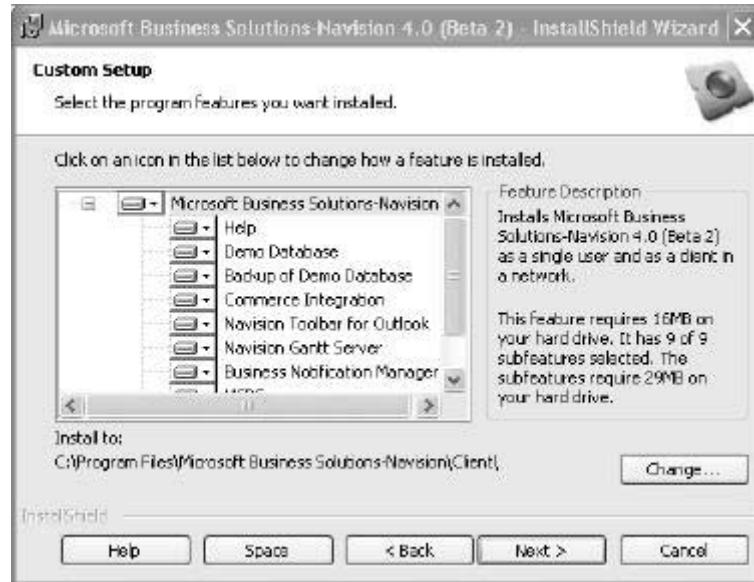 Microsoft Business Solutions-Navision 4.0 (Beta 2) - InstallShield Wizard
Custom Setup
Select the program features you want installed.
Click on an icon in the list below to change how a feature is installed.
Microsoft Business Solutions-Navision
Help
Demo Database
Backup of Demo Database
Commerce Integration
Navision Toolbar for Outlook
Navision Gantt Server
Business Notification Manager
Feature Description
Installs Microsoft Business
Solutions-Navision 4.0 (Beta 2)
as a single user and as a client in
a network.
This feature requires 16MB on
your hard drive. It has 9 of 9
subfeatures selected. The
subfeatures require 29MB on
your hard drive.
Install to:
C:\Program Files\Microsoft Business Solutions-Navision\Client\
Change...
InstallShield
Help
Space
< Back
Next >
Cancel